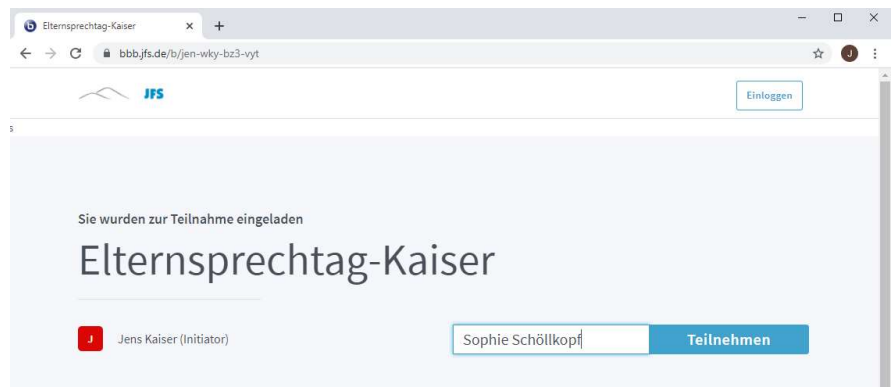 Elternsprechtag-Kaiser
bbb.jfs.de/b/jen-wky-bz3-vyt
J
JFS
Einloggen
s
Sie wurden zur Teilnahme eingeladen
Elternsprechtag-Kaiser
J Jens Kaiser (Initiator)
Sophie Schöllkopf Teilnehmen